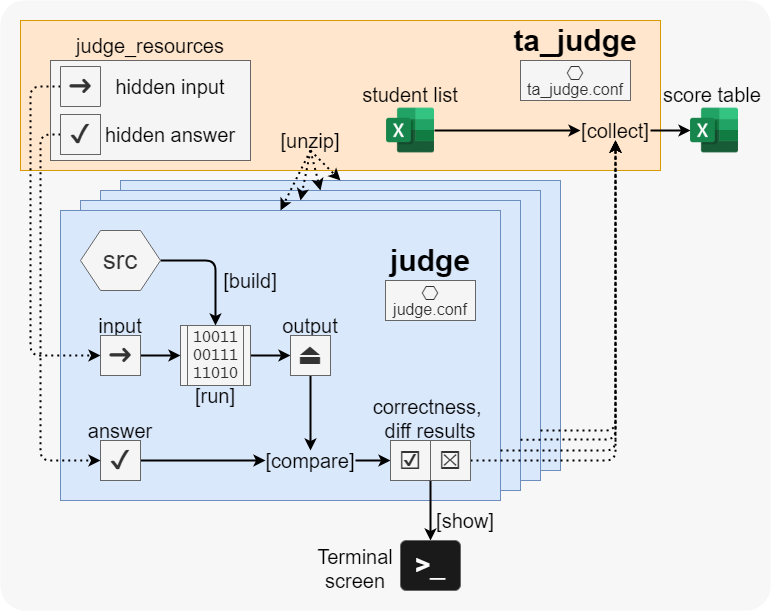 judge_resources
hidden input
hidden answer
ta_judge
ta_judge.conf
student list
X
[collect]
score table
X
[unzip]
src
[build]
judge
judge.conf
input
10011
00111
11010
[run]
output
correctness,
diff results
answer
[compare]
[show]
Terminal
screen
>_